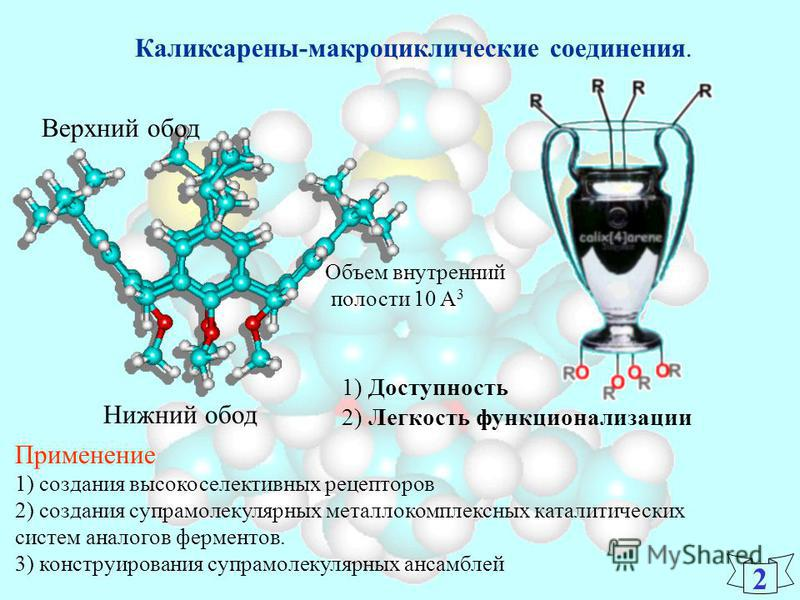 Каликсарены-макроциклические соединения.
Верхний обод
R R R R
calix[4]arene
Объем внутренний
полости 10 А3
RO O O OR
R R
1) Доступность
2) Легкость функционализации
Нижний обод
Применение
1) создания высокоселективных рецепторов
2) создания супрамолекулярных металлокомплексных каталитических
систем аналогов ферментов.
3) конструирования супрамолекулярных ансамблей
MyShared
2